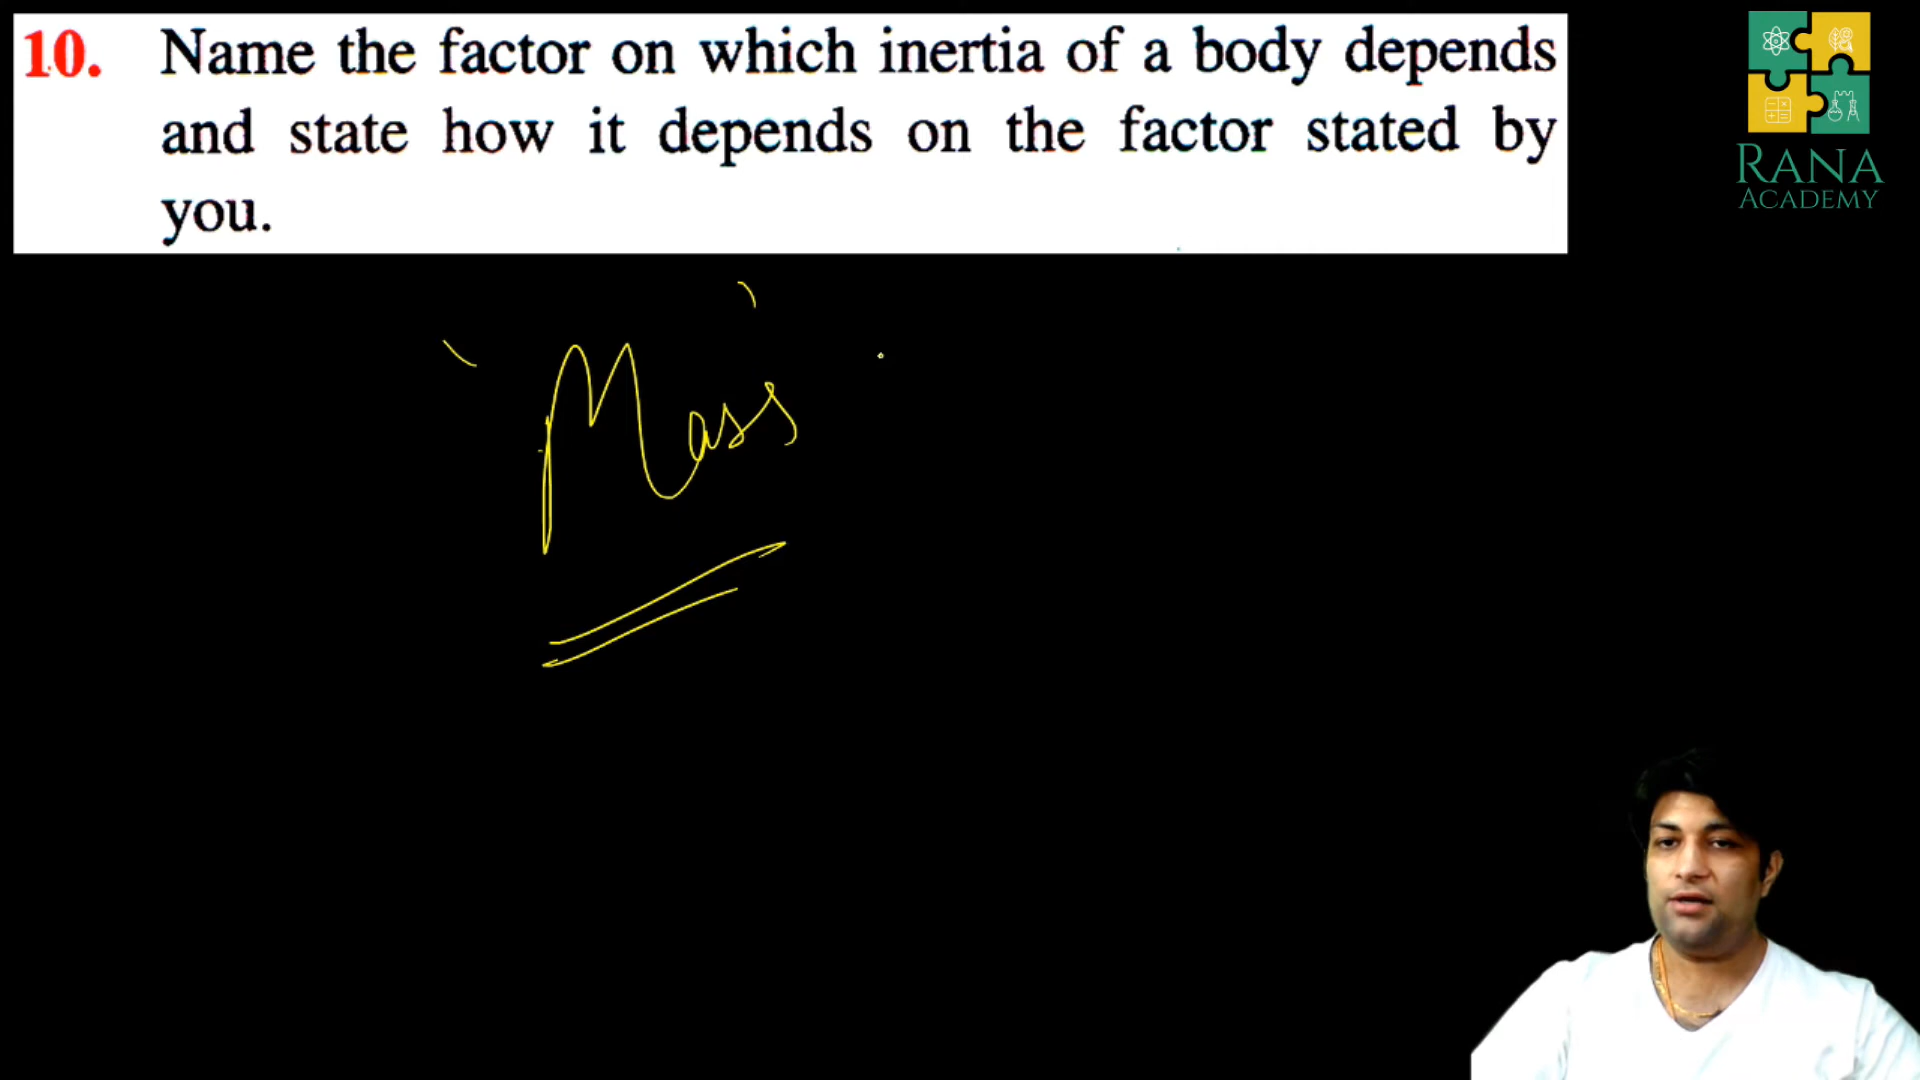 10. Name the factor on which inertia of a body depends
and state how it depends on the factor stated by
you.
RANA
ACADEMY
Mass